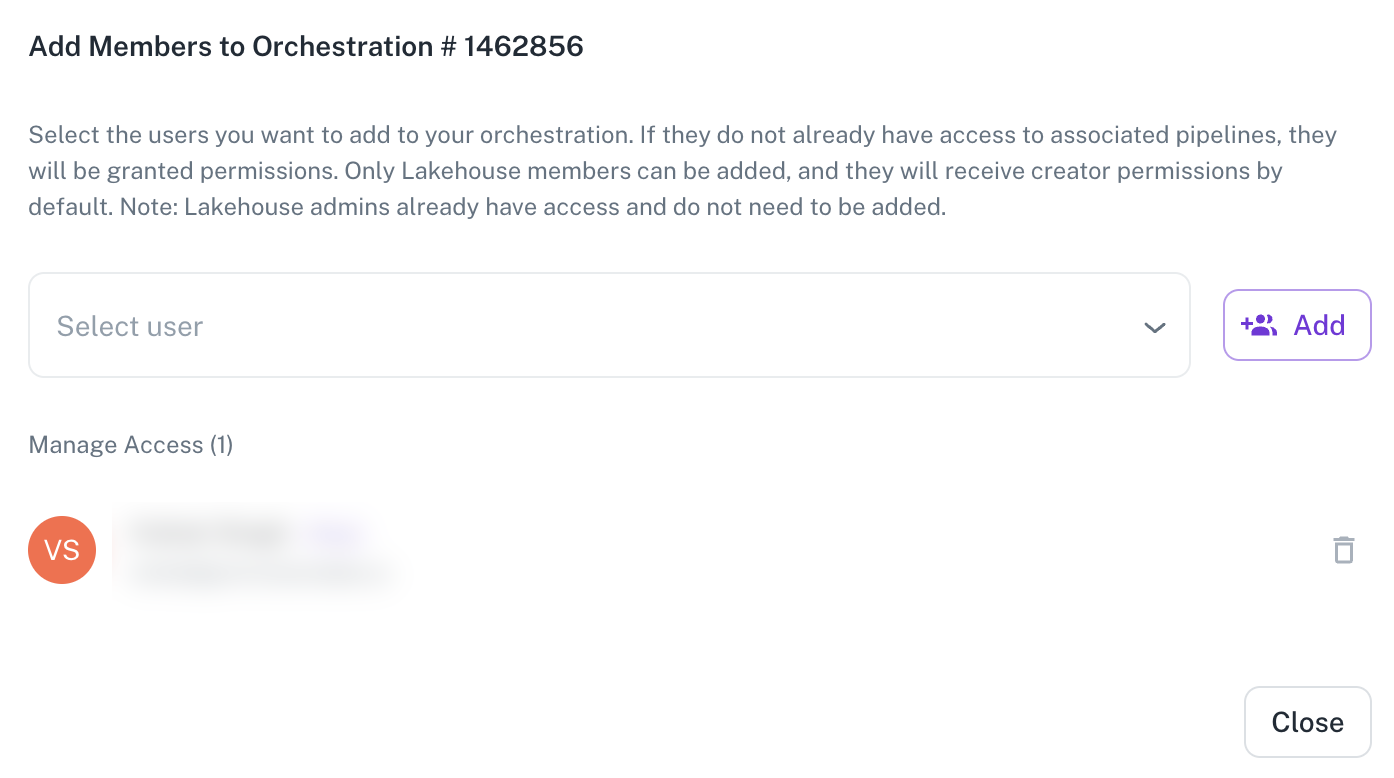 Add Members to Orchestration # 1462856
Select the users you want to add to your orchestration. If they do not already have access to associated pipelines, they
will be granted permissions. Only Lakehouse members can be added, and they will receive creator permissions by
default. Note: Lakehouse admins already have access and do not need to be added.
Select user
Add
Manage Access (1)
VS
Close